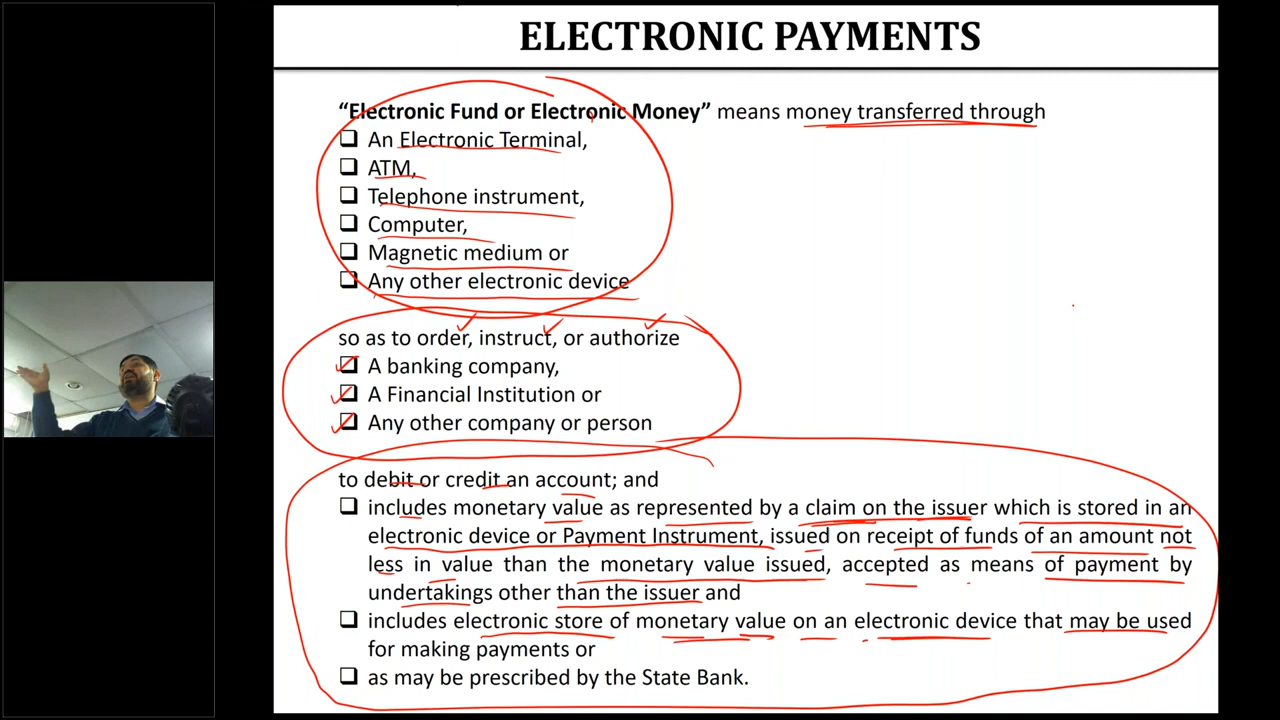 ELECTRONIC PAYMENTS
“Electronic Fund or Electronic Money” means money transferred through
❑ An Electronic Terminal,
❑ ATM,
❑ Telephone instrument,
❑ Computer,
❑ Magnetic medium or
❑ Any other electronic device
so as to order, instruct, or authorize
❑ A banking company,
❑ A Financial Institution or
❑ Any other company or person
to debit or credit an account; and
❑ includes monetary value as represented by a claim on the issuer which is stored in an
electronic device or Payment Instrument, issued on receipt of funds of an amount not
less in value than the monetary value issued, accepted as means of payment by
undertakings other than the issuer and
❑ includes electronic store of monetary value on an electronic device that may be used
for making payments or
❑ as may be prescribed by the State Bank.